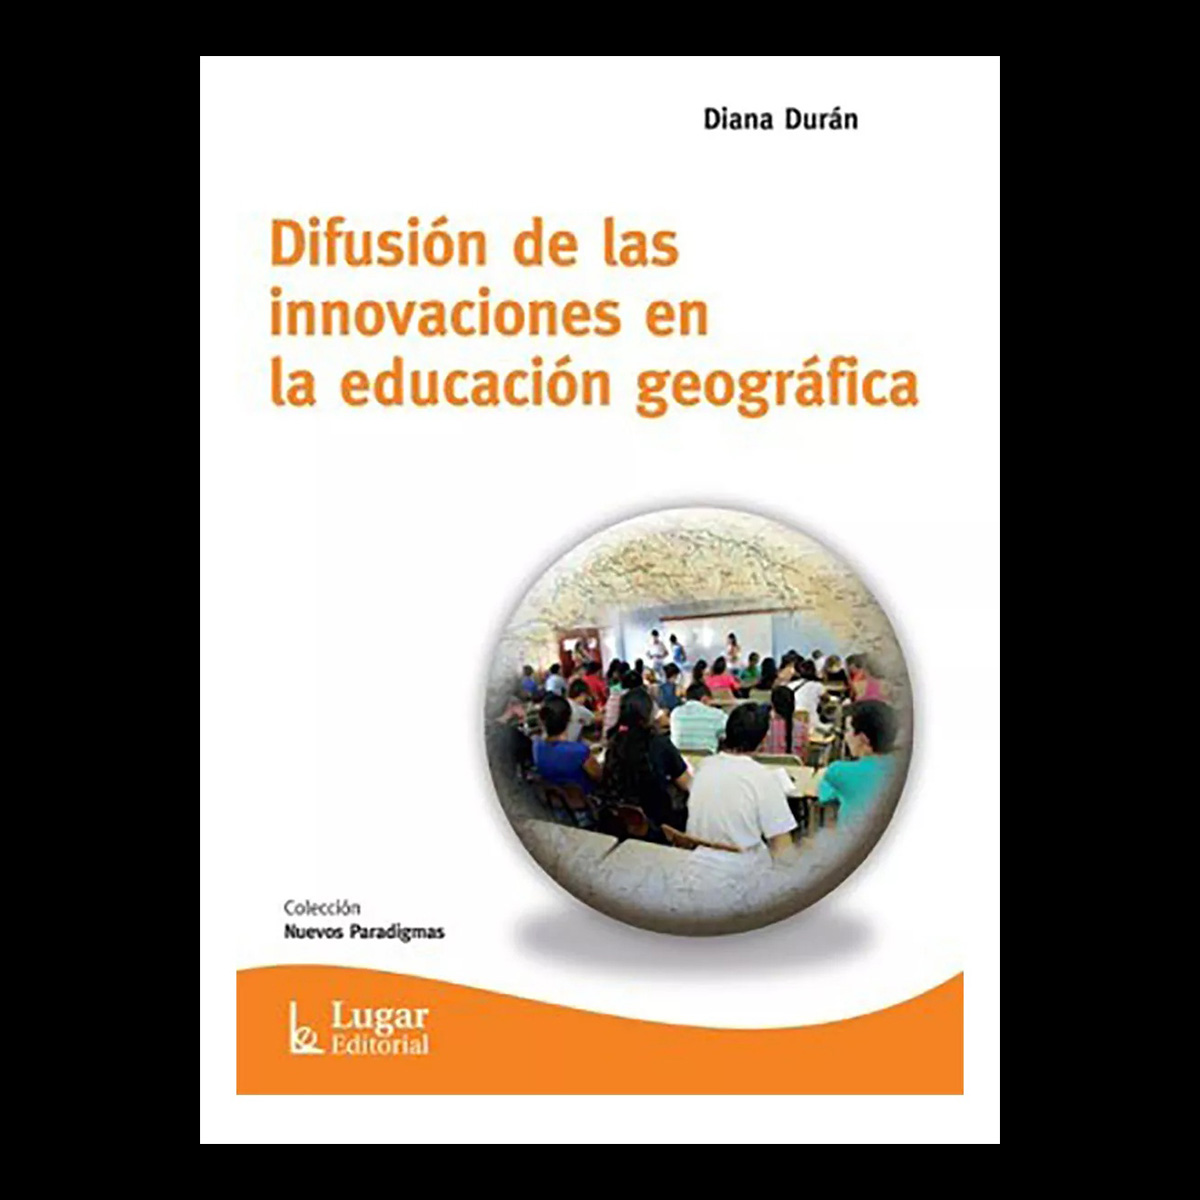 Diana Durán
Difusión de las
innovaciones en
la educación geográfica
Colección
Nuevos Paradigmas
Lugar
Editorial